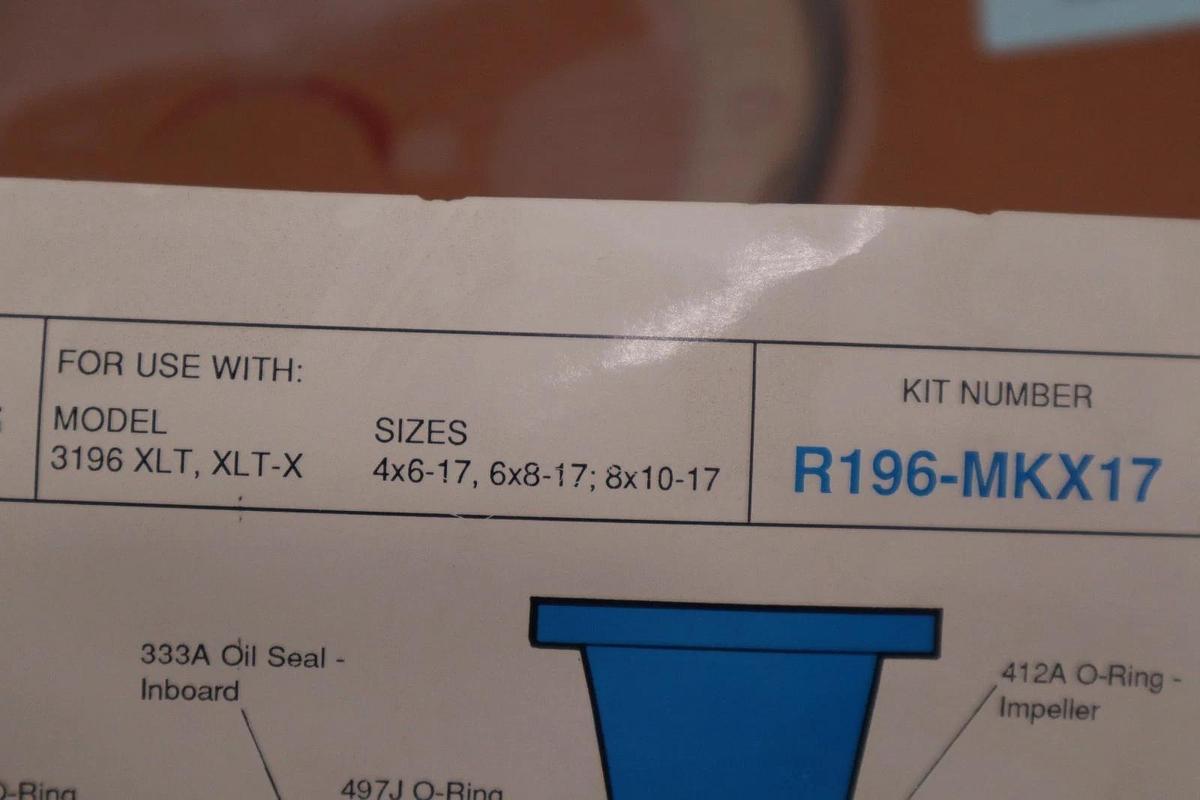 FOR USE WITH:
MODEL
3196 XLT, XLT-X
SIZES
4x6-17, 6x8-17; 8x10-17
KIT NUMBER
R196-MKX17
333A Oil Seal -
Inboard
412A O-Ring -
Impeller
497J O-Ring
O-Ring